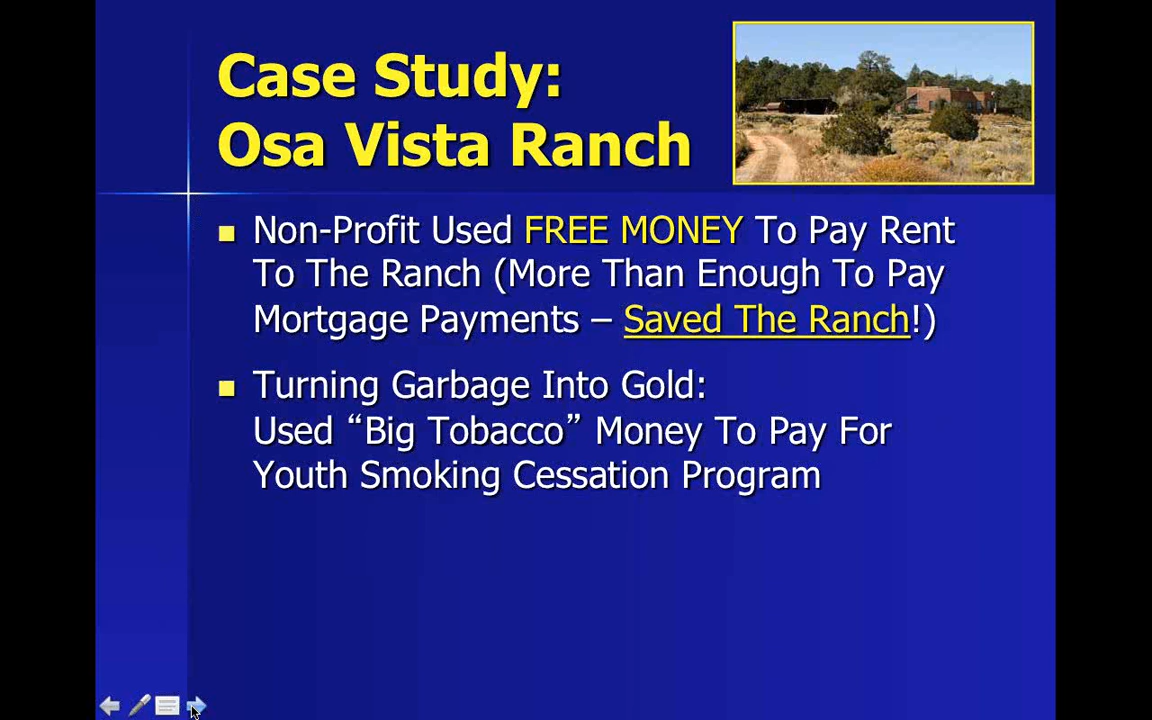 Case Study:
Osa Vista Ranch
Non-Profit Used FREE MONEY To Pay Rent
To The Ranch (More Than Enough To Pay
Mortgage Payments – Saved The Ranch!)
Turning Garbage Into Gold:
Used “Big Tobacco” Money To Pay For
Youth Smoking Cessation Program